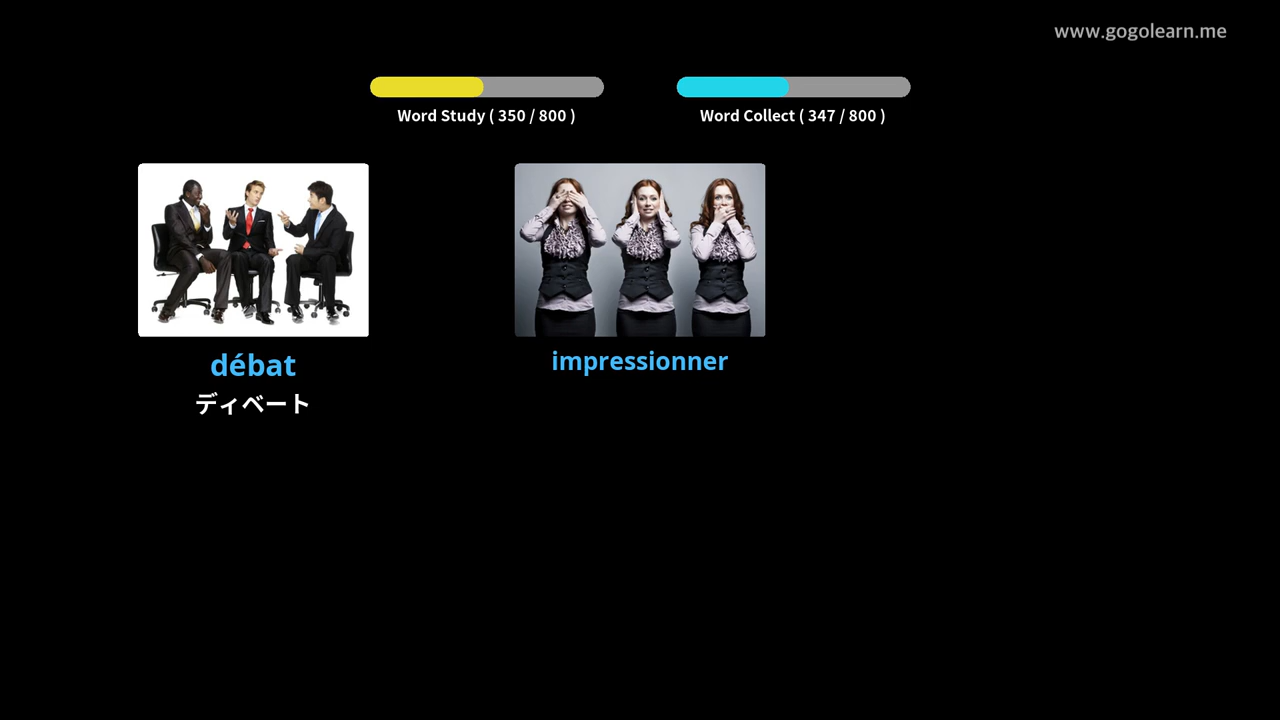 www.gogolearn.me
Word Study ( 350 / 800 )
Word Collect ( 347 / 800 )
débat
ディベート
impressionner